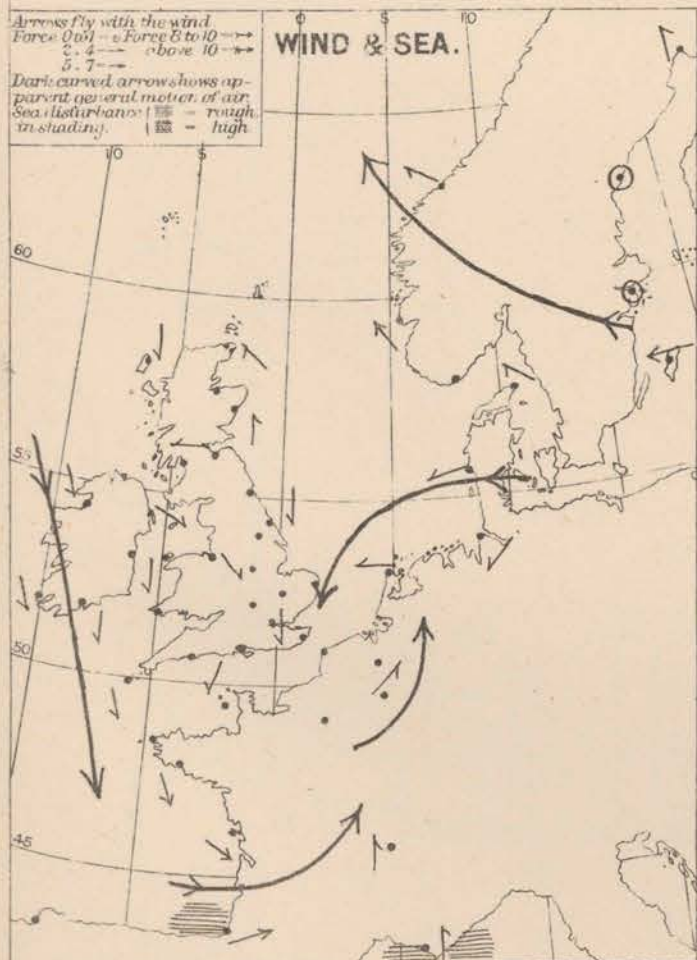 Arrows fly with the wind
Force 0 to 1 Force 8 to 10
2.4 above 10
5.7
WIND & SEA.
Dark curved arrow shows ap-
parent general motion of air
Sea disturbance - rough
in shading. - high
10
5
0
5
10
60
55
50
45